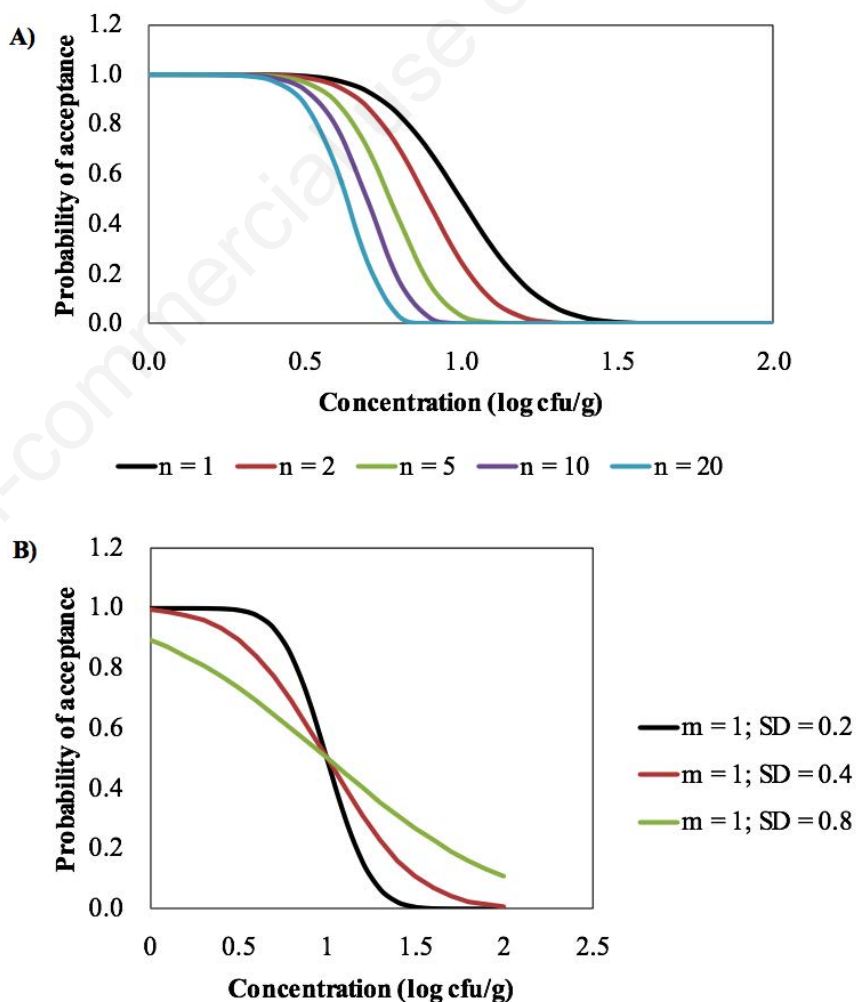 A)
Probability of acceptance
1.2
1.0
0.8
0.6
0.4
0.2
0.0
0.0 0.5 1.0 1.5 2.0
Concentration (log cfu/g)
n = 1 n = 2 n = 5 n = 10 n = 20
B)
Probability of acceptance
1.2
1.0
0.8
0.6
0.4
0.2
0.0
0 0.5 1 1.5 2 2.5
Concentration (log cfu/g)
m = 1; SD = 0.2
m = 1; SD = 0.4
m = 1; SD = 0.8
-commercial use